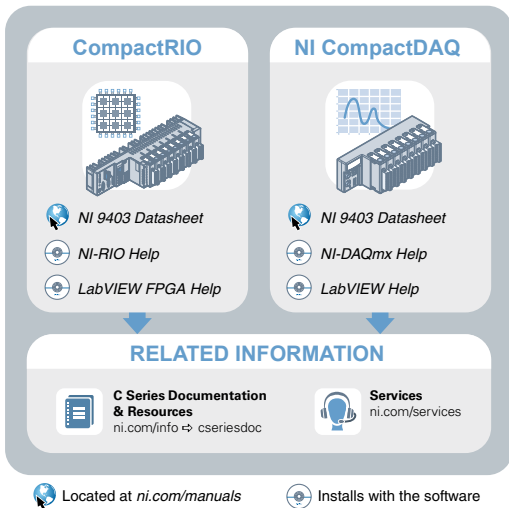 CompactRIO
NI 9403 Datasheet
NI-RIO Help
LabVIEW FPGA Help
NI CompactDAQ
NI 9403 Datasheet
NI-DAQmx Help
LabVIEW Help
RELATED INFORMATION
C Series Documentation
& Resources
ni.com/info ➪ cseriesdoc
Services
ni.com/services
Located at ni.com/manuals
Installs with the software